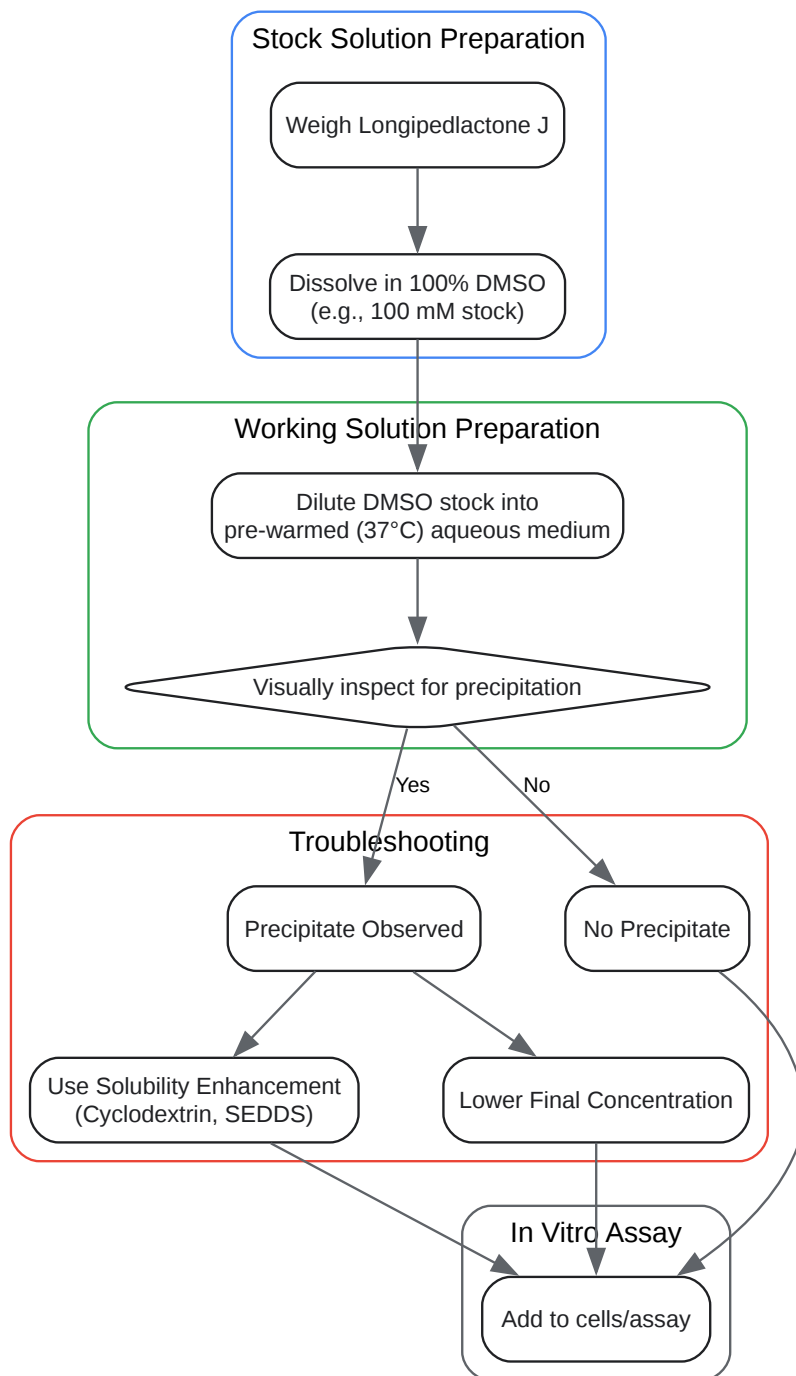 Stock Solution Preparation
Weigh Longipedlactone J
Dissolve in 100% DMSO
(e.g., 100 mM stock)
Working Solution Preparation
Dilute DMSO stock into
pre-warmed (37°C) aqueous medium
Visually inspect for precipitation
Yes
No
Troubleshooting
Precipitate Observed
No Precipitate
Use Solubility Enhancement
(Cyclodextrin, SEDDS)
Lower Final Concentration
In Vitro Assay
Add to cells/assay